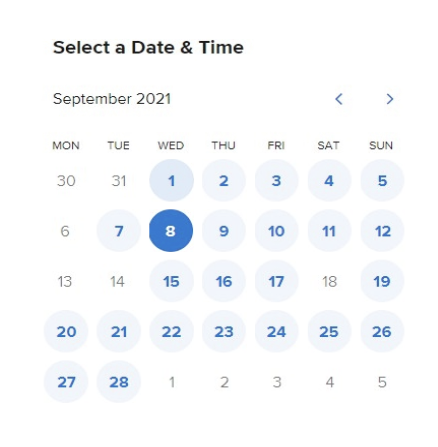 Select a Date & Time
September 2021 < >
MON TUE WED THU FRI SAT SUN
30 31 1 2 3 4 5
6 7 8 9 10 11 12
13 14 15 16 17 18 19
20 21 22 23 24 25 26
27 28 1 2 3 4 5